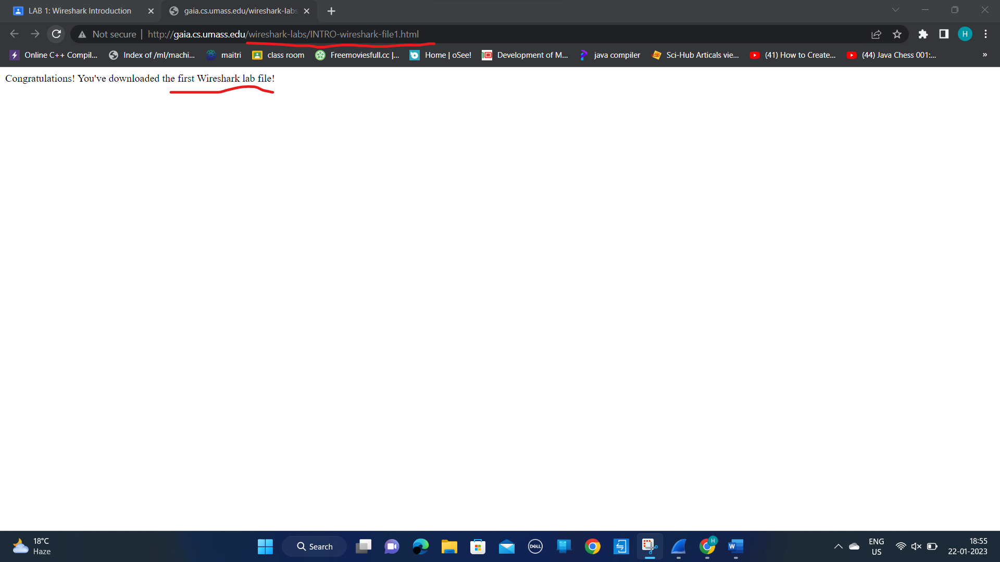 LAB 1: Wireshark Introduction
gaia.cs.umass.edu/wireshark-labs
Not secure | http://gaia.cs.umass.edu/wireshark-labs/INTRO-wireshark-file1.html
H
Online C++ Compil...
Index of /ml/machi...
maitri
class room
Freemoviesfull.cc |...
Home | oSee!
Development of M...
java compiler
Sci-Hub Articals vie...
(41) How to Create...
(44) Java Chess 001:...
»
Congratulations! You've downloaded the first Wireshark lab file!
18°C
Haze
Search
DELL
H
W
ENG
US
18:55
22-01-2023